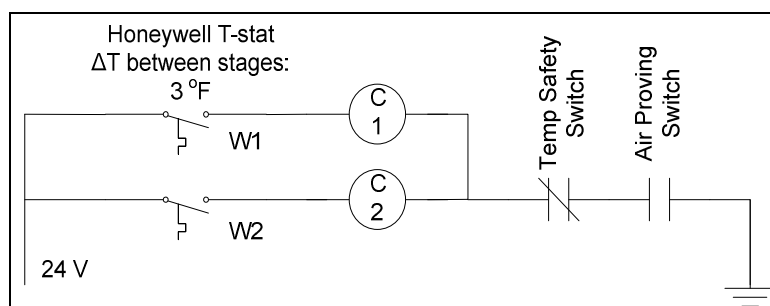 Honeywell T-stat
ΔT between stages:
3 °F
W1
C
1
Temp Safety
Switch
Air Proving
Switch
W2
C
2
24 V